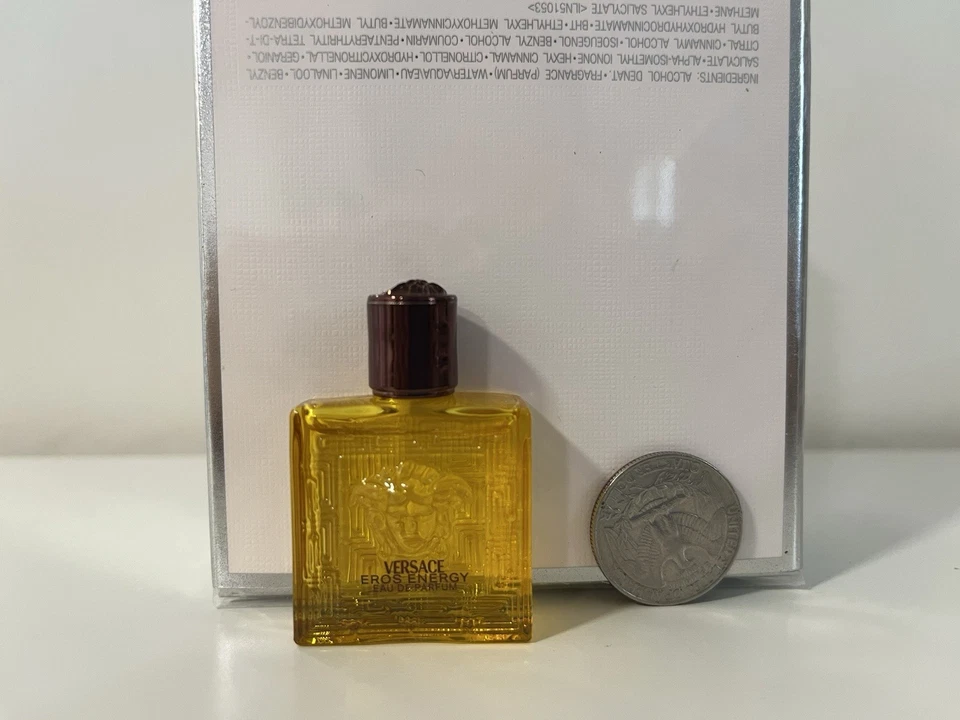 INGREDIENTS: ALCOHOL DENAT.•FRAGRANCE (PARFUM)•WATER/AQUA/EAU•LIMONENE•LINALOOL•BENZYL
SALICYLATE•ALPHA-ISOMETHYL IONONE•HEXYL CINNAMAL•CITRONELLOL•HYDROXYCITRONELLAL•GERANIOL•
CITRAL•CINNAMYL ALCOHOL•ISOEUGENOL•BENZYL ALCOHOL•COUMARIN•PENTAERYTHRITYL TETRA-DI-T-
BUTYL HYDROXYHYDROCINNAMATE•BHT•ETHYLHEXYL METHOXYCINNAMATE•BUTYL METHOXYDIBENZOYL-
METHANE•ETHYLHEXYL SALICYLATE <ILN51053>
VERSACE
EROS ENERGY
EAU DE PARFUM